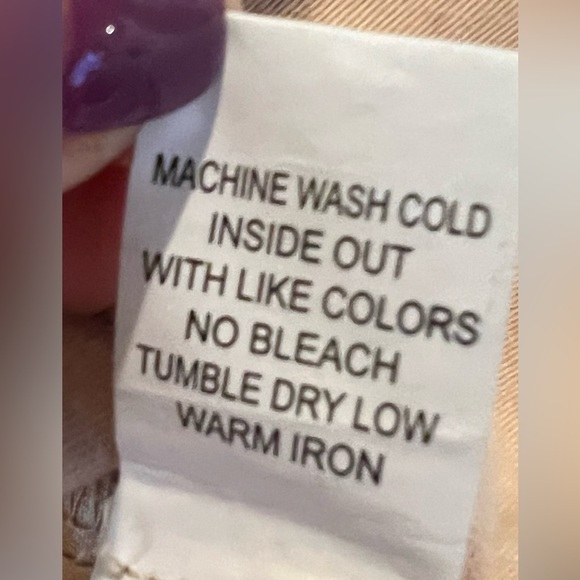 MACHINE WASH COLD
INSIDE OUT
WITH LIKE COLORS
NO BLEACH
TUMBLE DRY LOW
WARM IRON